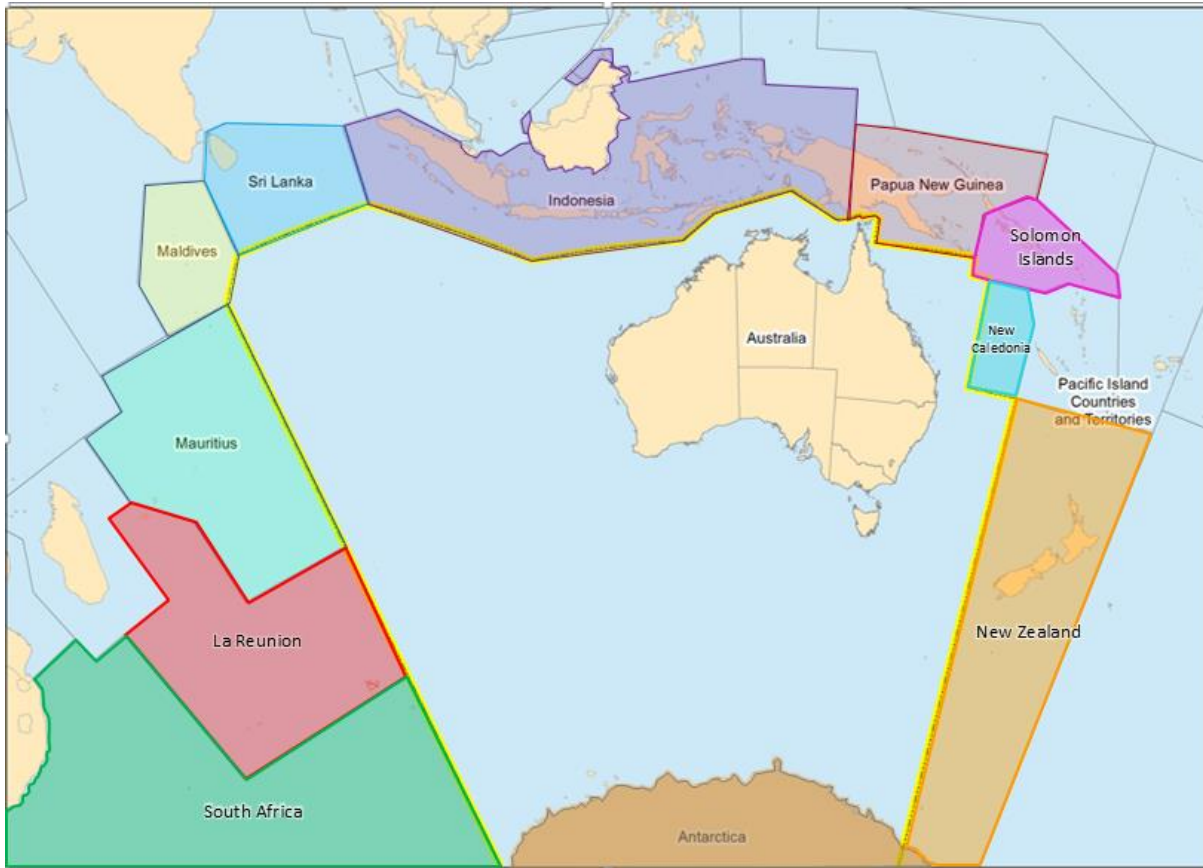 Sri Lanka
Indonesia
Papua New Guinea
Solomon
Islands
Maldives
Australia
New
Caledonia
Pacific Island
Countries
and Territories
Mauritius
La Reunion
New Zealand
South Africa
Antarctica